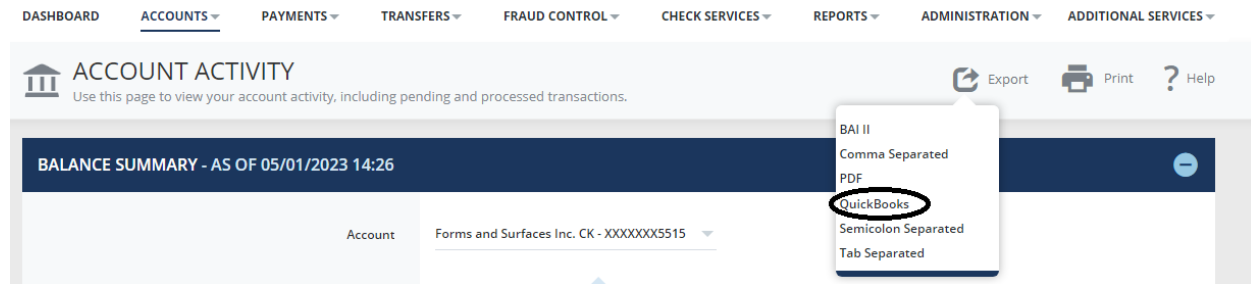 DASHBOARD ACCOUNTS PAYMENTS TRANSFERS FRAUD CONTROL CHECK SERVICES REPORTS ADMINISTRATION ADDITIONAL SERVICES
ACCOUNT ACTIVITY
Use this page to view your account activity, including pending and processed transactions.
Export Print ? Help
BAI II
Comma Separated
PDF
QuickBooks
Semicolon Separated
Tab Separated
BALANCE SUMMARY - AS OF 05/01/2023 14:26
Account Forms and Surfaces Inc. CK - XXXXXXX5515